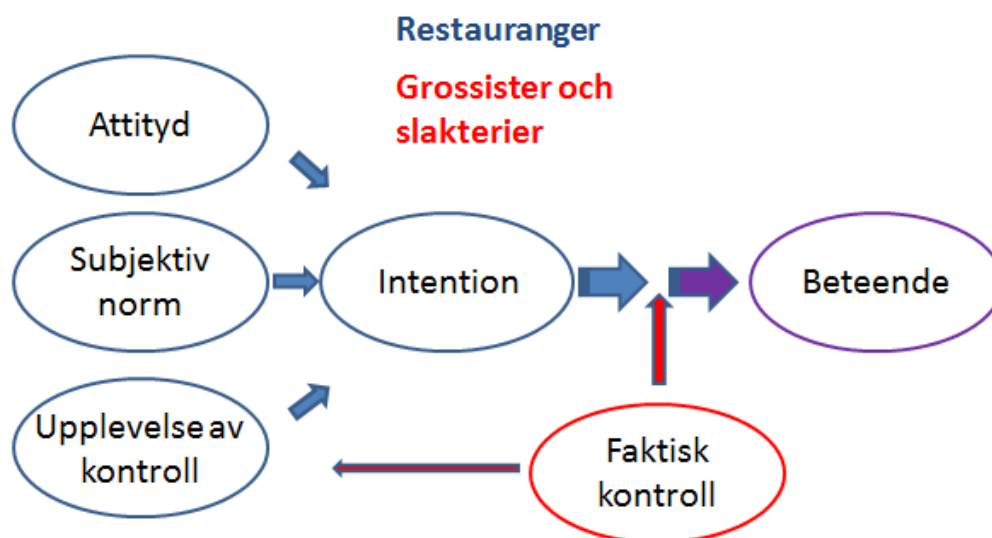 Restauranger
Grossister och
slakterier
Attityd
Subjektiv
norm
Intention
Beteende
Upplevelse av
kontroll
Faktisk
kontroll